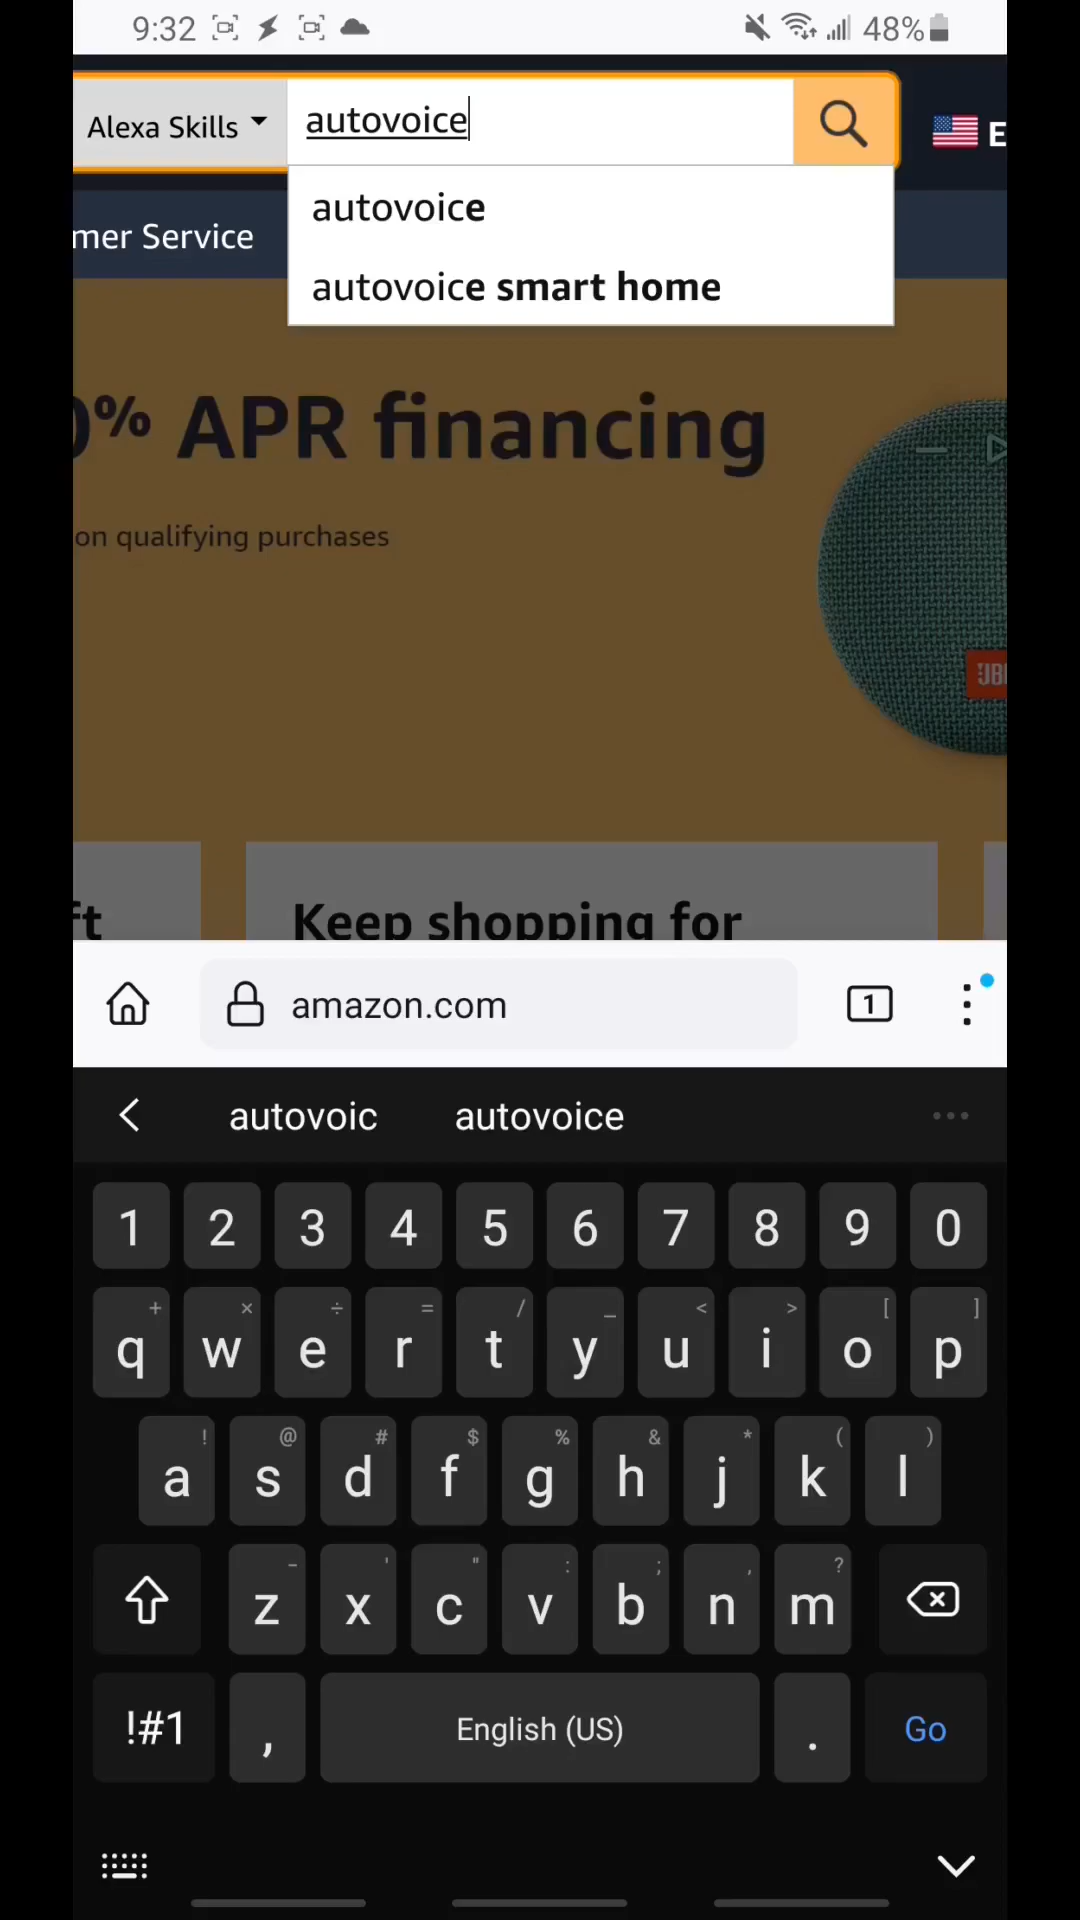 9:32 48%
Alexa Skills autovoice E
autovoice
mer Service
autovoice smart home
0% APR financing
on qualifying purchases
JB
ft Keep shopping for
amazon.com 1
autovoic autovoice ...
1 2 3 4 5 6 7 8 9 0
+ × ÷ = / _ < > [ ]
q w e r t y u i o p
! @ # $ % & * ( )
a s d f g h j k l
- ' " : ; , ?
z x c v b n m
!#1 , English (US) . Go